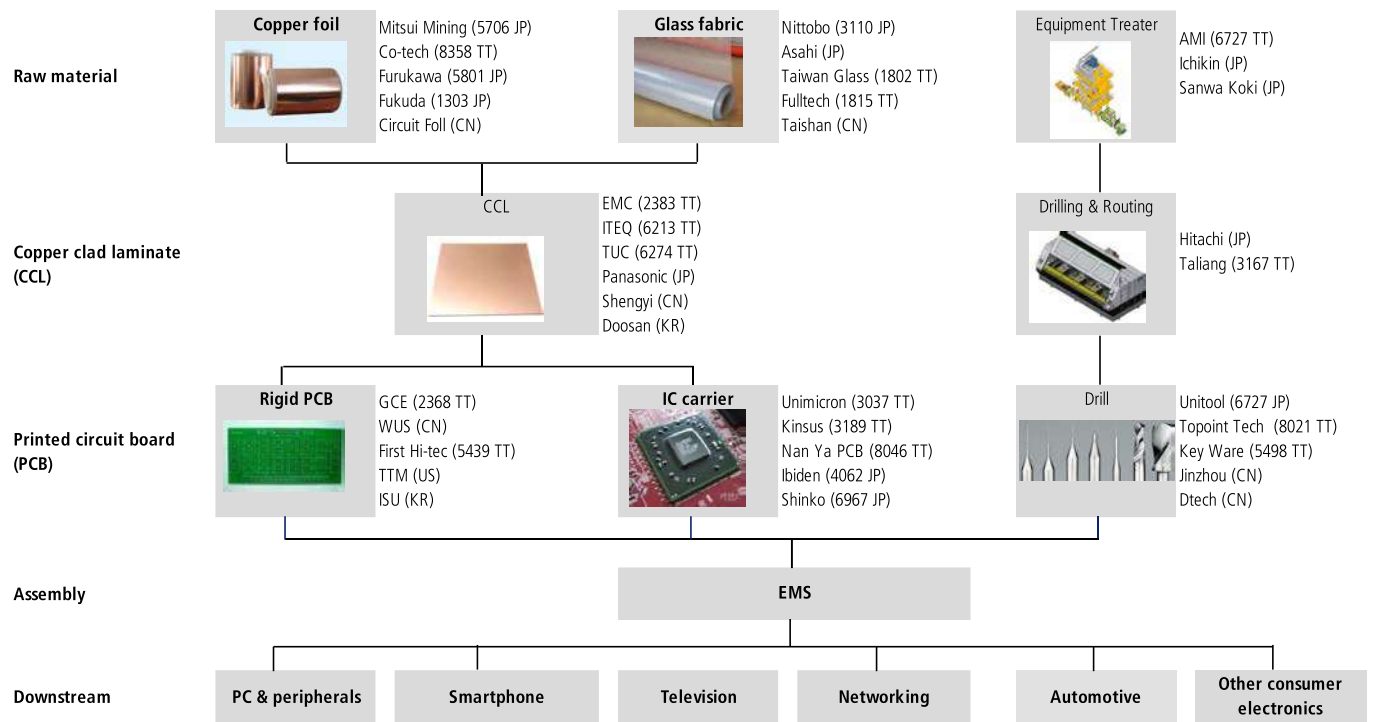 Raw material
Copper foil
Mitsui Mining (5706 JP)
Co-tech (8358 TT)
Furukawa (5801 JP)
Fukuda (1303 JP)
Circuit Foll (CN)
Glass fabric
Nittobo (3110 JP)
Asahi (JP)
Taiwan Glass (1802 TT)
Fulltech (1815 TT)
Taishan (CN)
Equipment Treater
AMI (6727 TT)
Ichikin (JP)
Sanwa Koki (JP)
Copper clad laminate
(CCL)
CCL
EMC (2383 TT)
ITEQ (6213 TT)
TUC (6274 TT)
Panasonic (JP)
Shengyi (CN)
Doosan (KR)
Drilling & Routing
Hitachi (JP)
Taliang (3167 TT)
Printed circuit board
(PCB)
Rigid PCB
GCE (2368 TT)
WUS (CN)
First Hi-tec (5439 TT)
TTM (US)
ISU (KR)
IC carrier
Unimicron (3037 TT)
Kinsus (3189 TT)
Nan Ya PCB (8046 TT)
Ibiden (4062 JP)
Shinko (6967 JP)
Drill
Unitool (6727 JP)
Topoint Tech (8021 TT)
Key Ware (5498 TT)
Jinzhou (CN)
Dtech (CN)
Assembly
EMS
Downstream
PC & peripherals
Smartphone
Television
Networking
Automotive
Other consumer
electronics